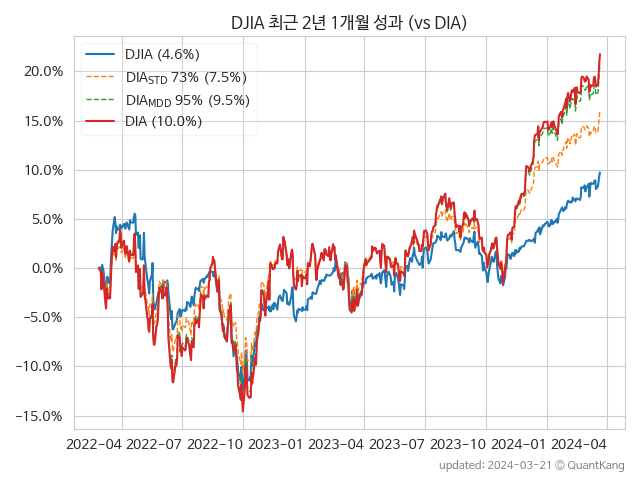 DJIA 최근 2년 1개월 성과 (vs DIA)
DJIA (4.6%)
DIASTD 73% (7.5%)
DIAMDD 95% (9.5%)
DIA (10.0%)
20.0%
15.0%
10.0%
5.0%
0.0%
−5.0%
−10.0%
−15.0%
2022-04 2022-07 2022-10 2023-01 2023-04 2023-07 2023-10 2024-01 2024-04
updated: 2024-03-21 © QuantKang